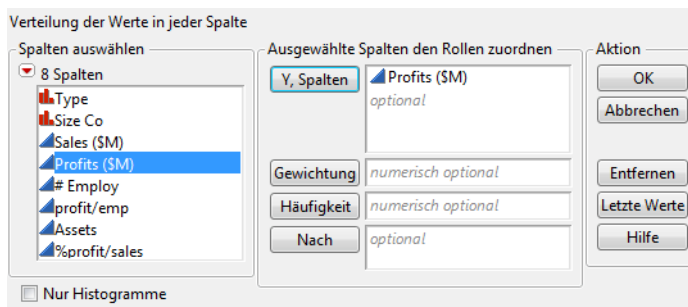 Verteilung der Werte in jeder Spalte
Spalten auswählen
8 Spalten
Type
Size Co
Sales ($M)
Profits ($M)
# Employ
profit/emp
Assets
%profit/sales
Nur Histogramme
Ausgewählte Spalten den Rollen zuordnen
Y, Spalten
Profits ($M)
optional
Gewichtung
numerisch optional
Häufigkeit
numerisch optional
Nach
optional
Aktion
OK
Abbrechen
Entfernen
Letzte Werte
Hilfe